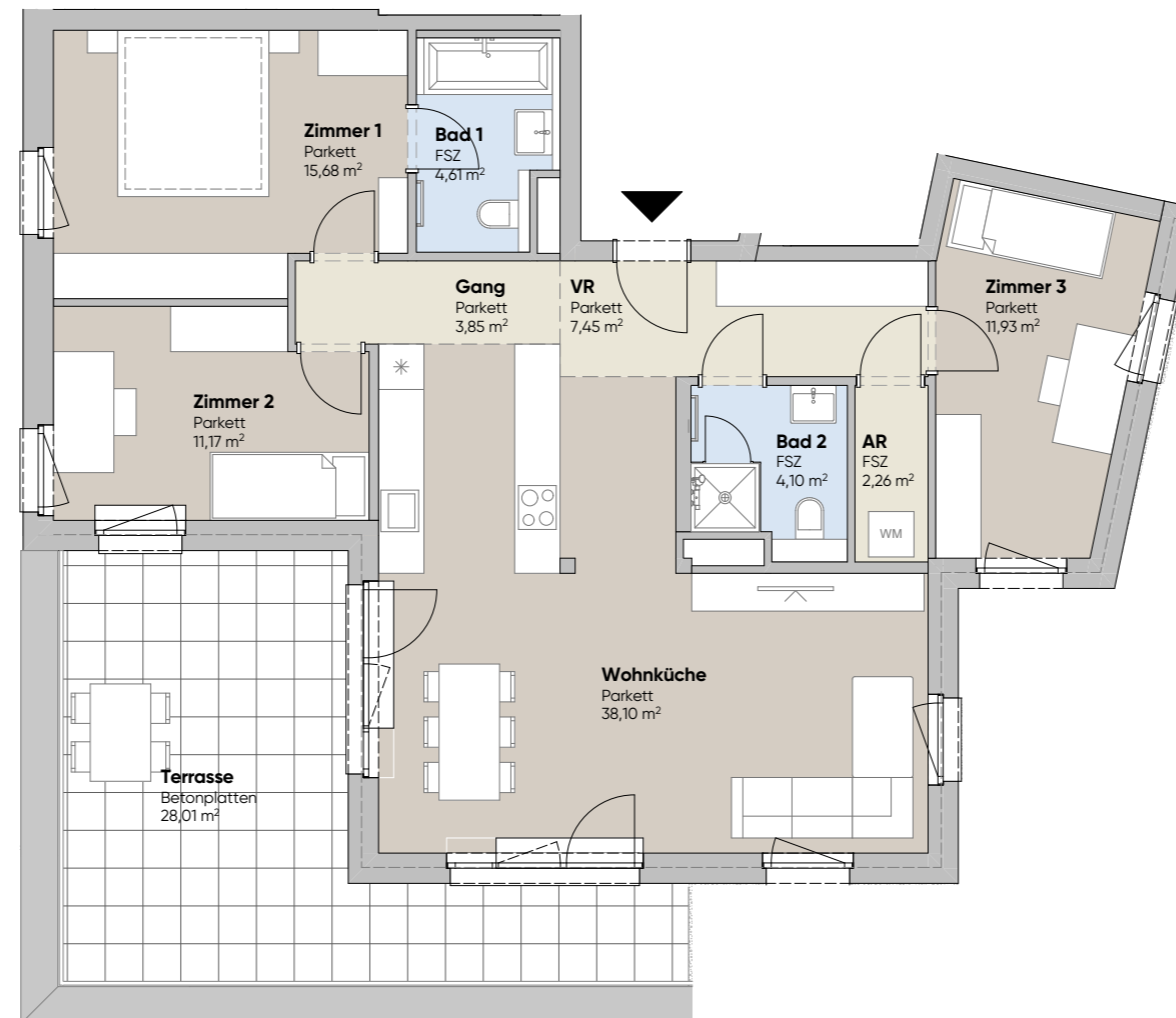 Zimmer 1
Parkett
15,68 m²
Bad 1
FSZ
4,61 m²
Gang
Parkett
3,85 m²
VR
Parkett
7,45 m²
Zimmer 3
Parkett
11,93 m²
Zimmer 2
Parkett
11,17 m²
Bad 2
FSZ
4,10 m²
AR
FSZ
2,26 m²
WM
Wohnküche
Parkett
38,10 m²
Terrasse
Betonplatten
28,01 m²